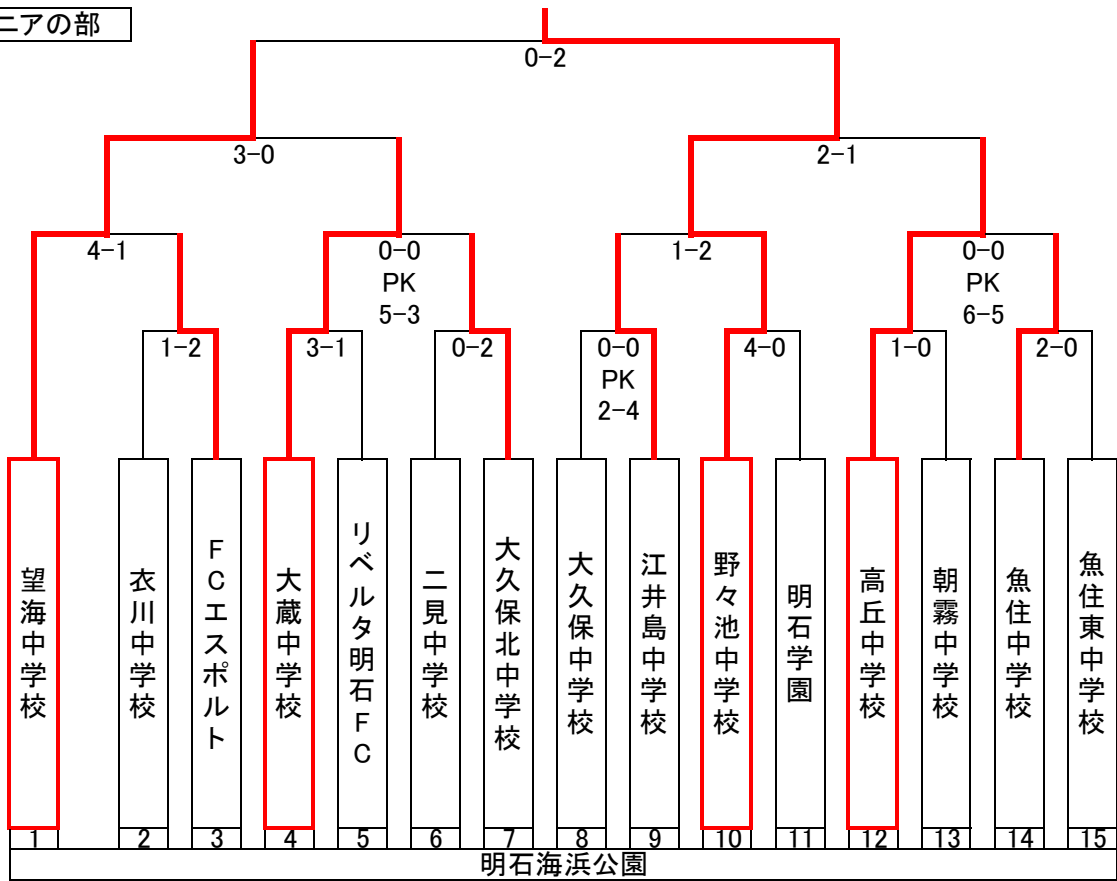 ニアの部
0-2
3-0
2-1
4-1
0-0
PK
5-3
1-2
0-0
PK
6-5
1-2
3-1
0-2
0-0
PK
2-4
4-0
1-0
2-0
望海中学校
衣川中学校
FCエスポルト
大蔵中学校
リベルタ明石FC
二見中学校
大久保北中学校
大久保中学校
江井島中学校
野々池中学校
明石学園
高丘中学校
朝霧中学校
魚住中学校
魚住東中学校
1 2 3 4 5 6 7 8 9 10 11 12 13 14 15
明石海浜公園